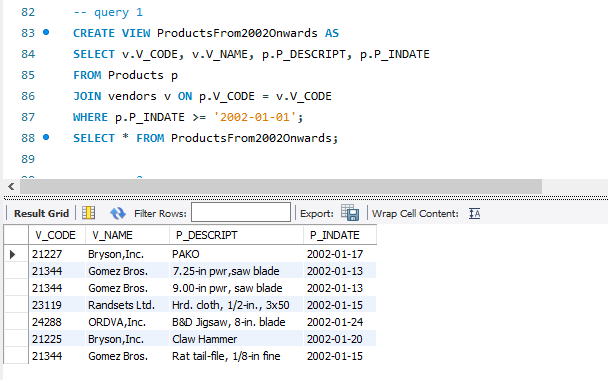 82 -- query 1
83 CREATE VIEW ProductsFrom2002Onwards AS
84 SELECT v.V_CODE, v.V_NAME, p.P_DESCRIPT, p.P_INDATE
85 FROM Products p
86 JOIN vendors v ON p.V_CODE = v.V_CODE
87 WHERE p.P_INDATE >= '2002-01-01';
88 SELECT * FROM ProductsFrom2002Onwards;
89
Result Grid Filter Rows: Export: Wrap Cell Content:
V_CODE V_NAME P_DESCRIPT P_INDATE
21227 Bryson,Inc. PAKO 2002-01-17
21344 Gomez Bros. 7.25-in pwr,saw blade 2002-01-13
21344 Gomez Bros. 9.00-in pwr, saw blade 2002-01-13
23119 Randsets Ltd. Hrd. cloth, 1/2-in., 3x50 2002-01-15
24288 ORDVA,Inc. B&D Jigsaw, 8-in. blade 2002-01-24
21225 Bryson,Inc. Claw Hammer 2002-01-20
21344 Gomez Bros. Rat tail-file, 1/8-in fine 2002-01-15